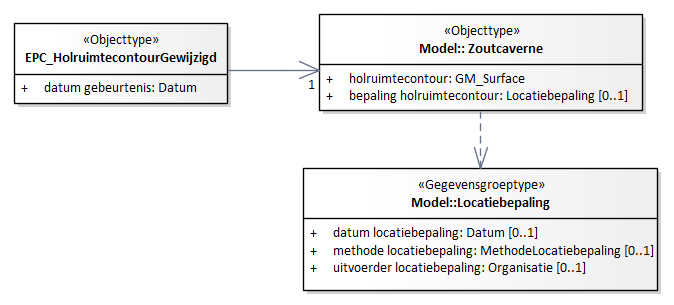 «Objecttype»
EPC_HolruimtecontourGewijzigd
+ datum gebeurtenis: Datum
1
«Objecttype»
Model:: Zoutcaverne
+ holruimtecontour: GM_Surface
+ bepaling holruimtecontour: Locatiebepaling [0..1]
«Gegevensgroeptype»
Model::Locatiebepaling
+ datum locatiebepaling: Datum [0..1]
+ methode locatiebepaling: MethodeLocatiebepaling [0..1]
+ uitvoerder locatiebepaling: Organisatie [0..1]